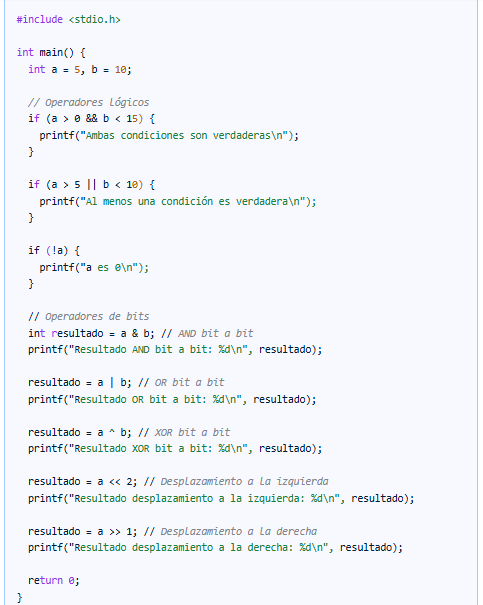 #include <stdio.h>
int main() {
int a = 5, b = 10;
// Operadores lógicos
if (a > 0 && b < 15) {
printf("Ambas condiciones son verdaderas\n");
}
if (a > 5 || b < 10) {
printf("Al menos una condición es verdadera\n");
}
if (!a) {
printf("a es 0\n");
}
// Operadores de bits
int resultado = a & b; // AND bit a bit
printf("Resultado AND bit a bit: %d\n", resultado);
resultado = a | b; // OR bit a bit
printf("Resultado OR bit a bit: %d\n", resultado);
resultado = a ^ b; // XOR bit a bit
printf("Resultado XOR bit a bit: %d\n", resultado);
resultado = a << 2; // Desplazamiento a la izquierda
printf("Resultado desplazamiento a la izquierda: %d\n", resultado);
resultado = a >> 1; // Desplazamiento a la derecha
printf("Resultado desplazamiento a la derecha: %d\n", resultado);
return 0;
}